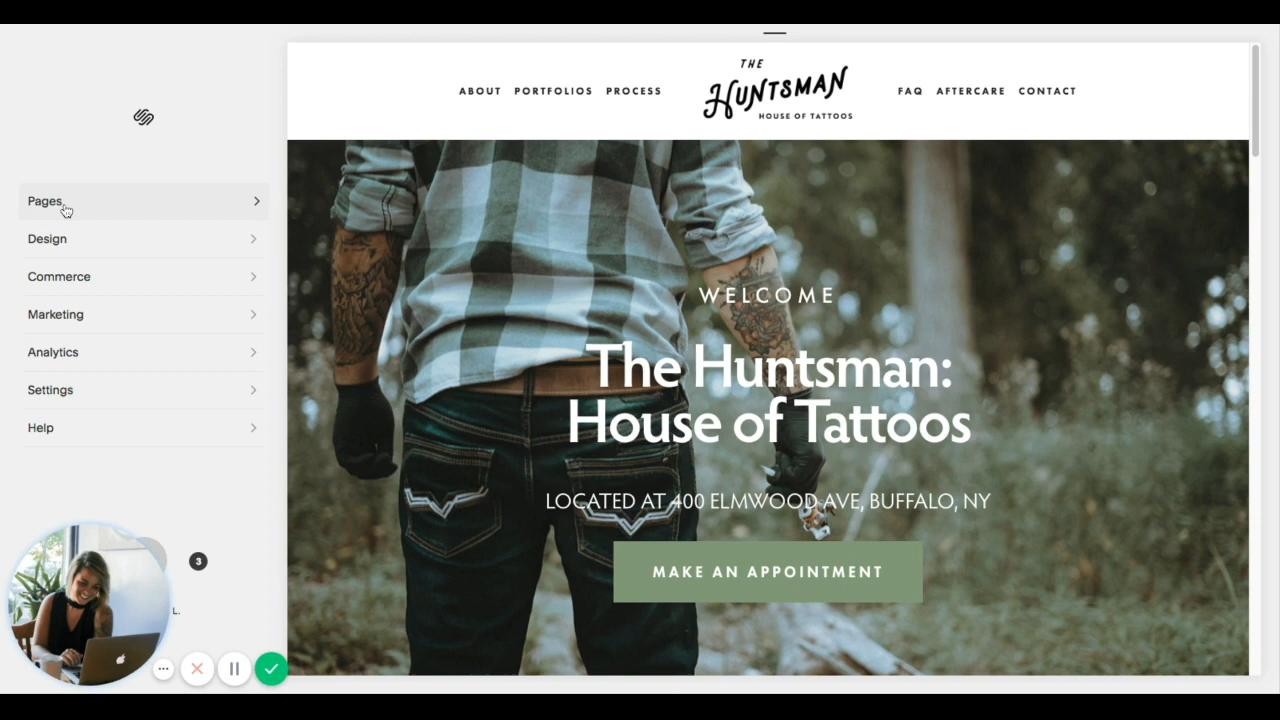 ABOUT PORTFOLIOS PROCESS
THE
HUNTSMAN
HOUSE OF TATTOOS
FAQ AFTERCARE CONTACT
Pages
Design
Commerce
Marketing
Analytics
Settings
Help
3
L.
WELCOME
The Huntsman:
House of Tattoos
LOCATED AT 400 ELMWOOD AVE, BUFFALO, NY
MAKE AN APPOINTMENT